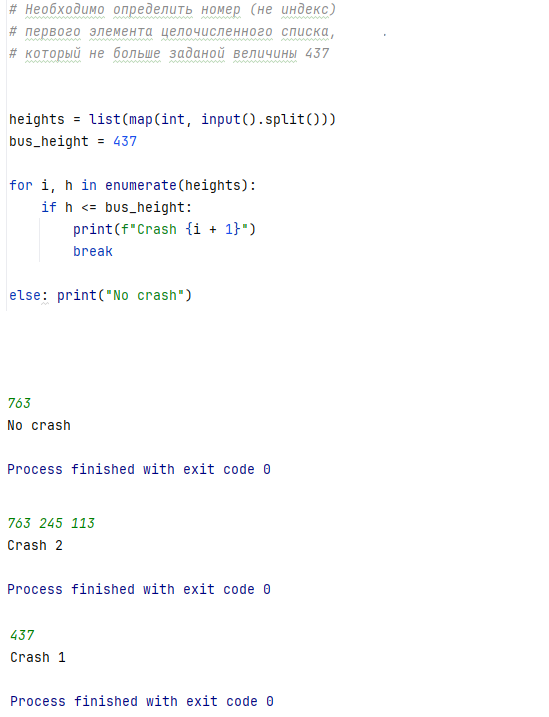 # Необходимо определить номер (не индекс)
# первого элемента целочисленного списка, .
# который не больше заданой величины 437
heights = list(map(int, input().split()))
bus_height = 437
for i, h in enumerate(heights):
if h <= bus_height:
print(f"Crash {i + 1}")
break
else: print("No crash")
763
No crash
Process finished with exit code 0
763 245 113
Crash 2
Process finished with exit code 0
437
Crash 1
Process finished with exit code 0